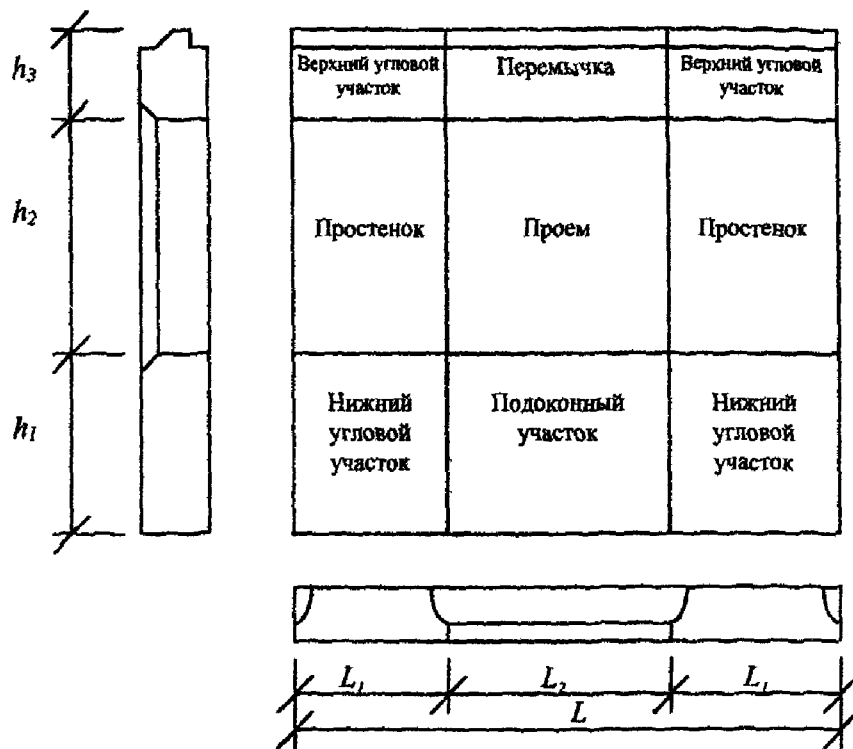 h3
Верхний угловой
участок
Перемычка
Верхний угловой
участок
h2
Простенок
Проем
Простенок
h1
Нижний
угловой
участок
Подоконный
участок
Нижний
угловой
участок
L1
L2
L1
L